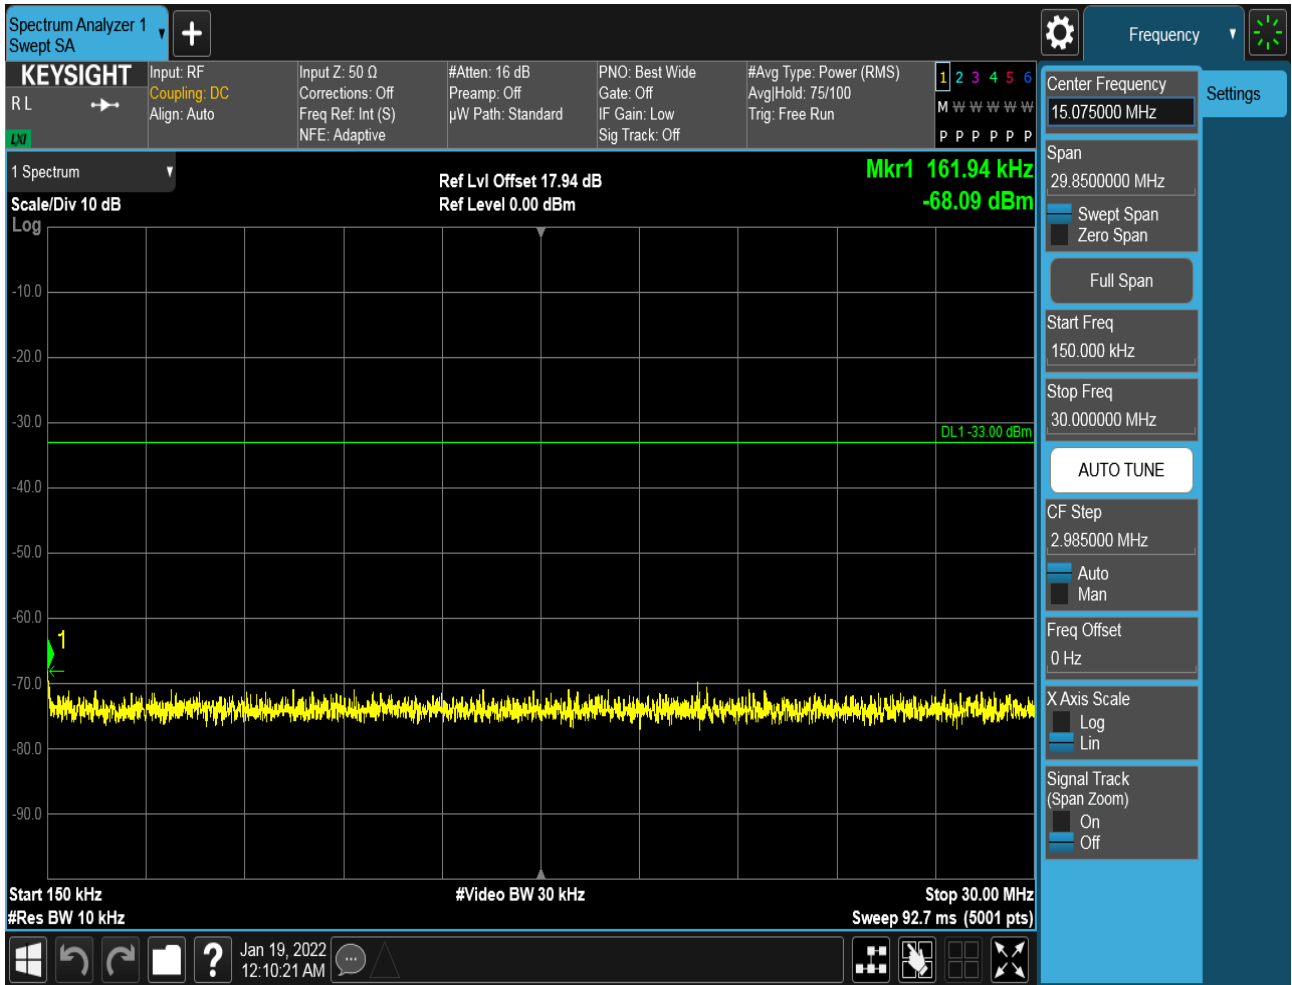 Spectrum Analyzer 1
Swept SA
Frequency
KEYSIGHT
R L
LXI
Input: RF
Coupling: DC
Align: Auto
Input Z: 50 Ω
Corrections: Off
Freq Ref: Int (S)
NFE: Adaptive
#Atten: 16 dB
Preamp: Off
µW Path: Standard
PNO: Best Wide
Gate: Off
IF Gain: Low
Sig Track: Off
#Avg Type: Power (RMS)
Avg|Hold: 75/100
Trig: Free Run
1 2 3 4 5 6
M W W W W W
P P P P P P
1 Spectrum
Scale/Div 10 dB
Log
Ref Lvl Offset 17.94 dB
Ref Level 0.00 dBm
Mkr1 161.94 kHz
-68.09 dBm
-10.0
-20.0
-30.0
DL1 -33.00 dBm
-40.0
-50.0
-60.0
1
-70.0
-80.0
-90.0
Start 150 kHz
#Res BW 10 kHz
#Video BW 30 kHz
Stop 30.00 MHz
Sweep 92.7 ms (5001 pts)
Jan 19, 2022
12:10:21 AM
Center Frequency
15.075000 MHz
Settings
Span
29.8500000 MHz
Swept Span
Zero Span
Full Span
Start Freq
150.000 kHz
Stop Freq
30.000000 MHz
AUTO TUNE
CF Step
2.985000 MHz
Auto
Man
Freq Offset
0 Hz
X Axis Scale
Log
Lin
Signal Track
(Span Zoom)
On
Off